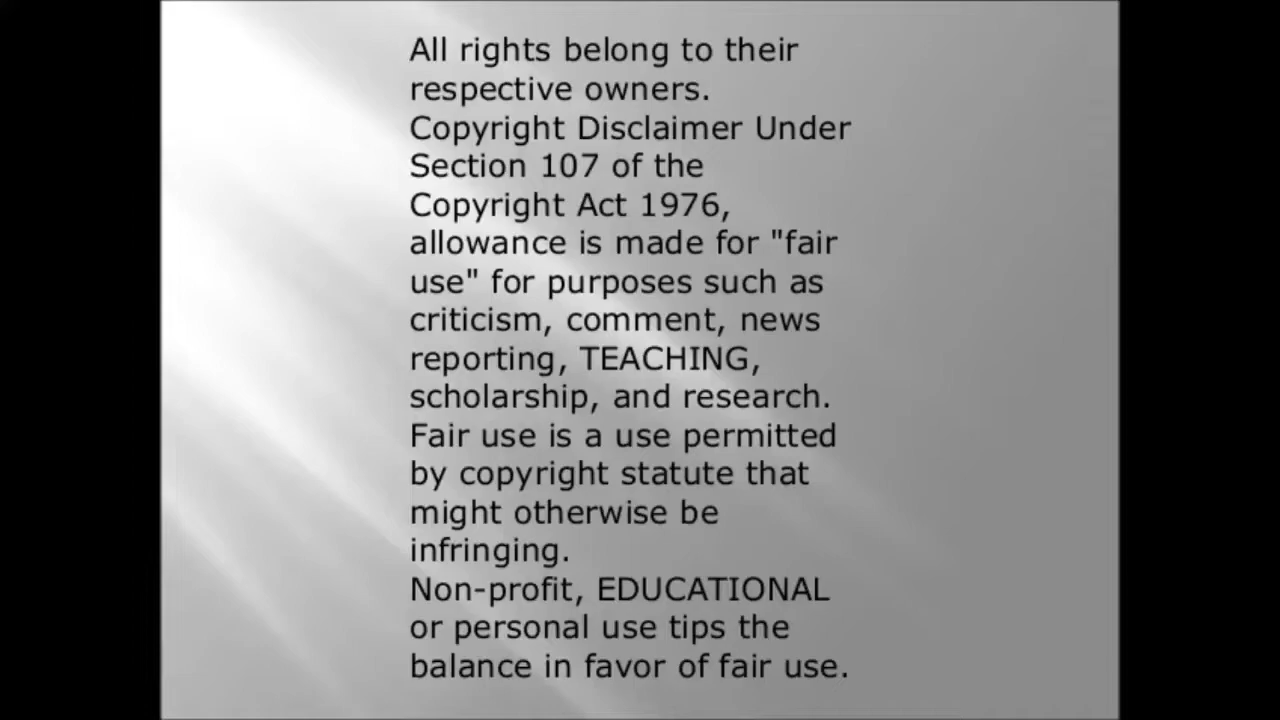 All rights belong to their
respective owners.
Copyright Disclaimer Under
Section 107 of the
Copyright Act 1976,
allowance is made for "fair
use" for purposes such as
criticism, comment, news
reporting, TEACHING,
scholarship, and research.
Fair use is a use permitted
by copyright statute that
might otherwise be
infringing.
Non-profit, EDUCATIONAL
or personal use tips the
balance in favor of fair use.